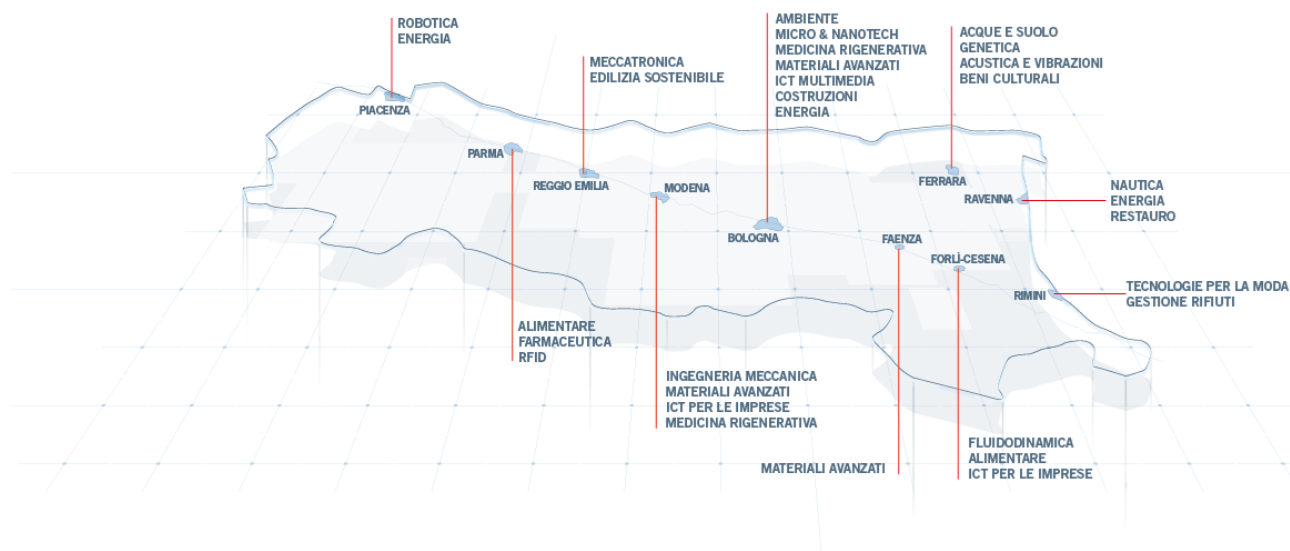 ROBOTICA
ENERGIA
PIACENZA
PARMA
ALIMENTARE
FARMACEUTICA
RFID
MECCATRONICA
EDILIZIA SOSTENIBILE
REGGIO EMILIA
MODENA
INGEGNERIA MECCANICA
MATERIALI AVANZATI
ICT PER LE IMPRESE
MEDICINA RIGENERATIVA
AMBIENTE
MICRO & NANOTECH
MEDICINA RIGENERATIVA
MATERIALI AVANZATI
ICT MULTIMEDIA
COSTRUZIONI
ENERGIA
BOLOGNA
ACQUE E SUOLO
GENETICA
ACUSTICA E VIBRAZIONI
BENI CULTURALI
FERRARA
RAVENNA
NAUTICA
ENERGIA
RESTAURO
FAENZA
MATERIALI AVANZATI
FORLÌ-CESENA
FLUIDODINAMICA
ALIMENTARE
ICT PER LE IMPRESE
RIMINI
TECNOLOGIE PER LA MODA
GESTIONE RIFIUTI